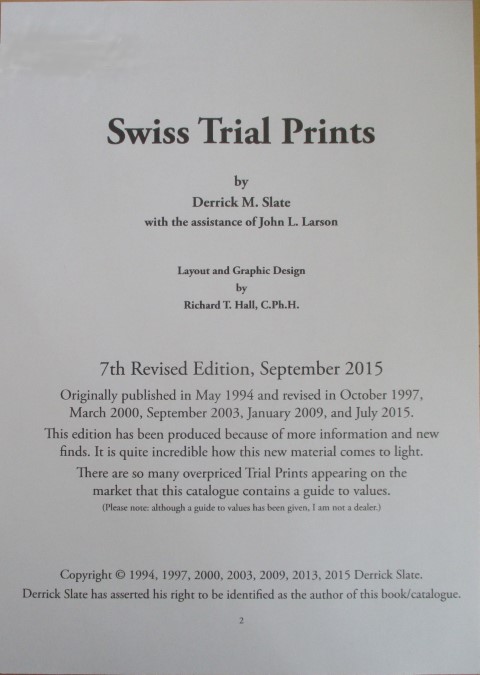 Swiss Trial Prints
by
Derrick M. Slate
with the assistance of John L. Larson
Layout and Graphic Design
by
Richard T. Hall, C.Ph.H.
7th Revised Edition, September 2015
Originally published in May 1994 and revised in October 1997,
March 2000, September 2003, January 2009, and July 2015.
This edition has been produced because of more information and new
finds. It is quite incredible how this new material comes to light.
There are so many overpriced Trial Prints appearing on the
market that this catalogue contains a guide to values.
(Please note: although a guide to values has been given, I am not a dealer.)
Copyright © 1994, 1997, 2000, 2003, 2009, 2013, 2015 Derrick Slate.
Derrick Slate has asserted his right to be identified as the author of this book/catalogue.
2